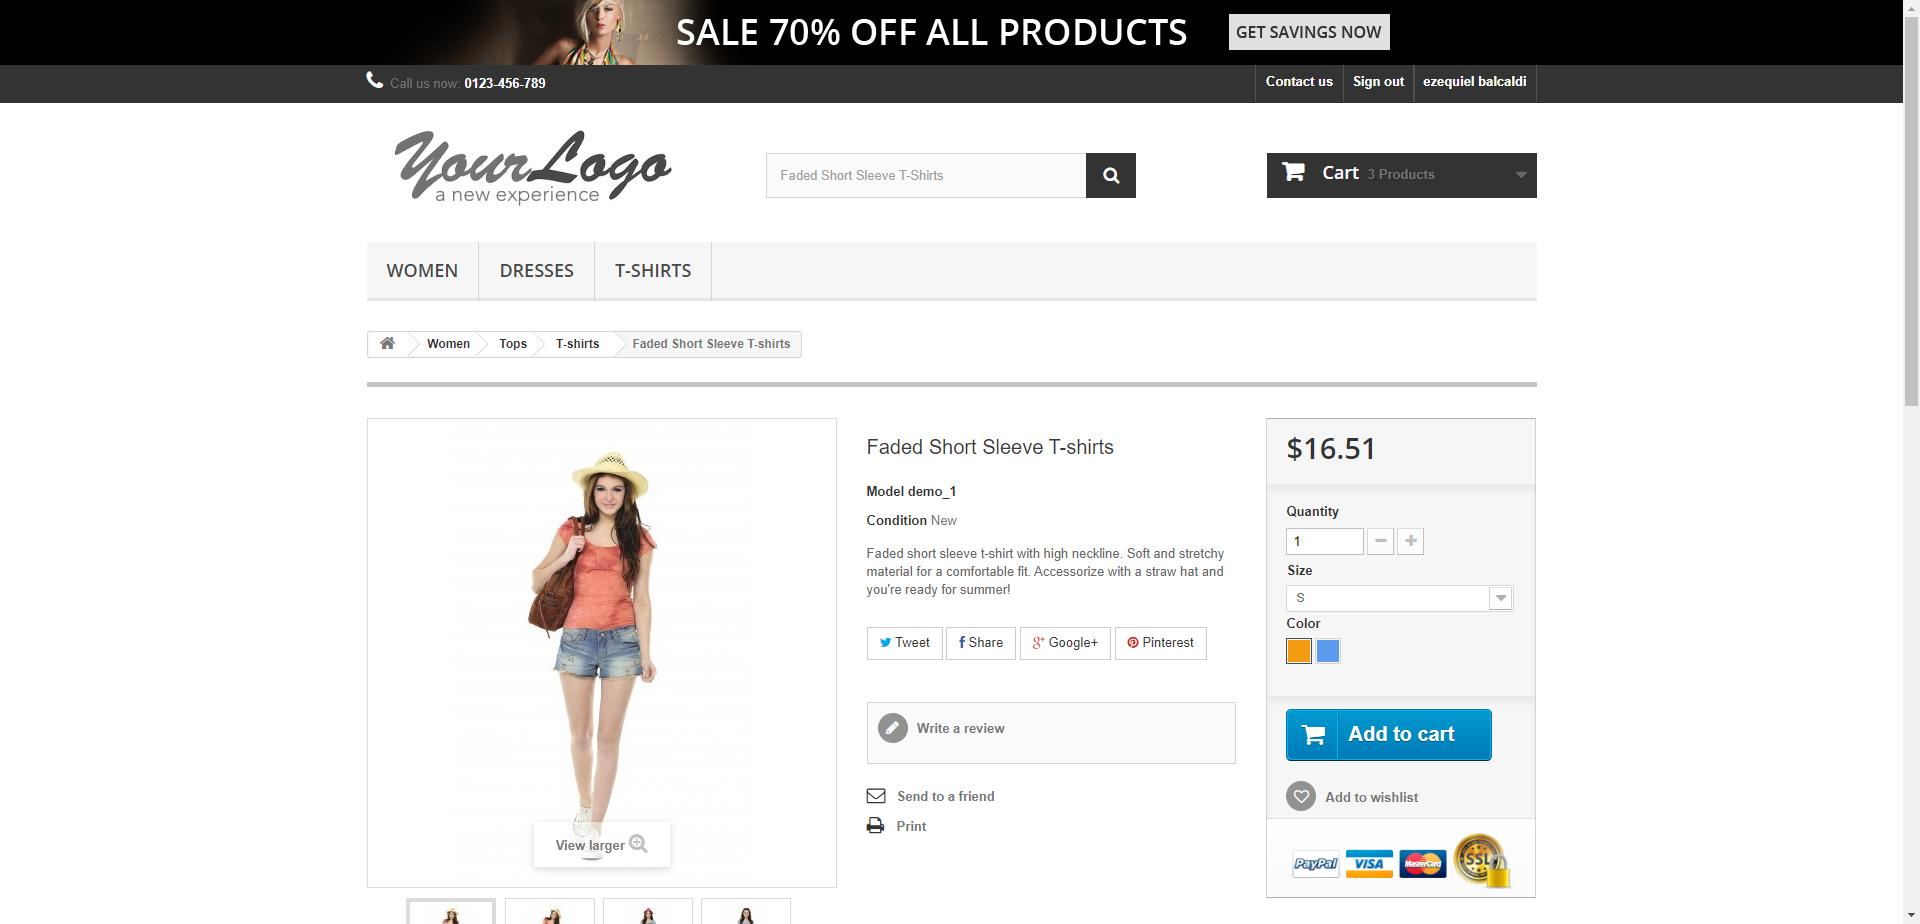 SALE 70% OFF ALL PRODUCTS
GET SAVINGS NOW
Call us now: 0123-456-789
Contact us
Sign out
ezequiel balcaldi
YourLogo
a new experience
Faded Short Sleeve T-Shirts
Cart 3 Products
WOMEN
DRESSES
T-SHIRTS
Women
Tops
T-shirts
Faded Short Sleeve T-shirts
View larger
Faded Short Sleeve T-shirts
Model demo_1
Condition New
Faded short sleeve t-shirt with high neckline. Soft and stretchy
material for a comfortable fit. Accessorize with a straw hat and
you're ready for summer!
Tweet
Share
Google+
Pinterest
Write a review
Send to a friend
Print
$16.51
Quantity
1
Size
S
Color
Add to cart
Add to wishlist
PayPal
VISA
MasterCard
SSL